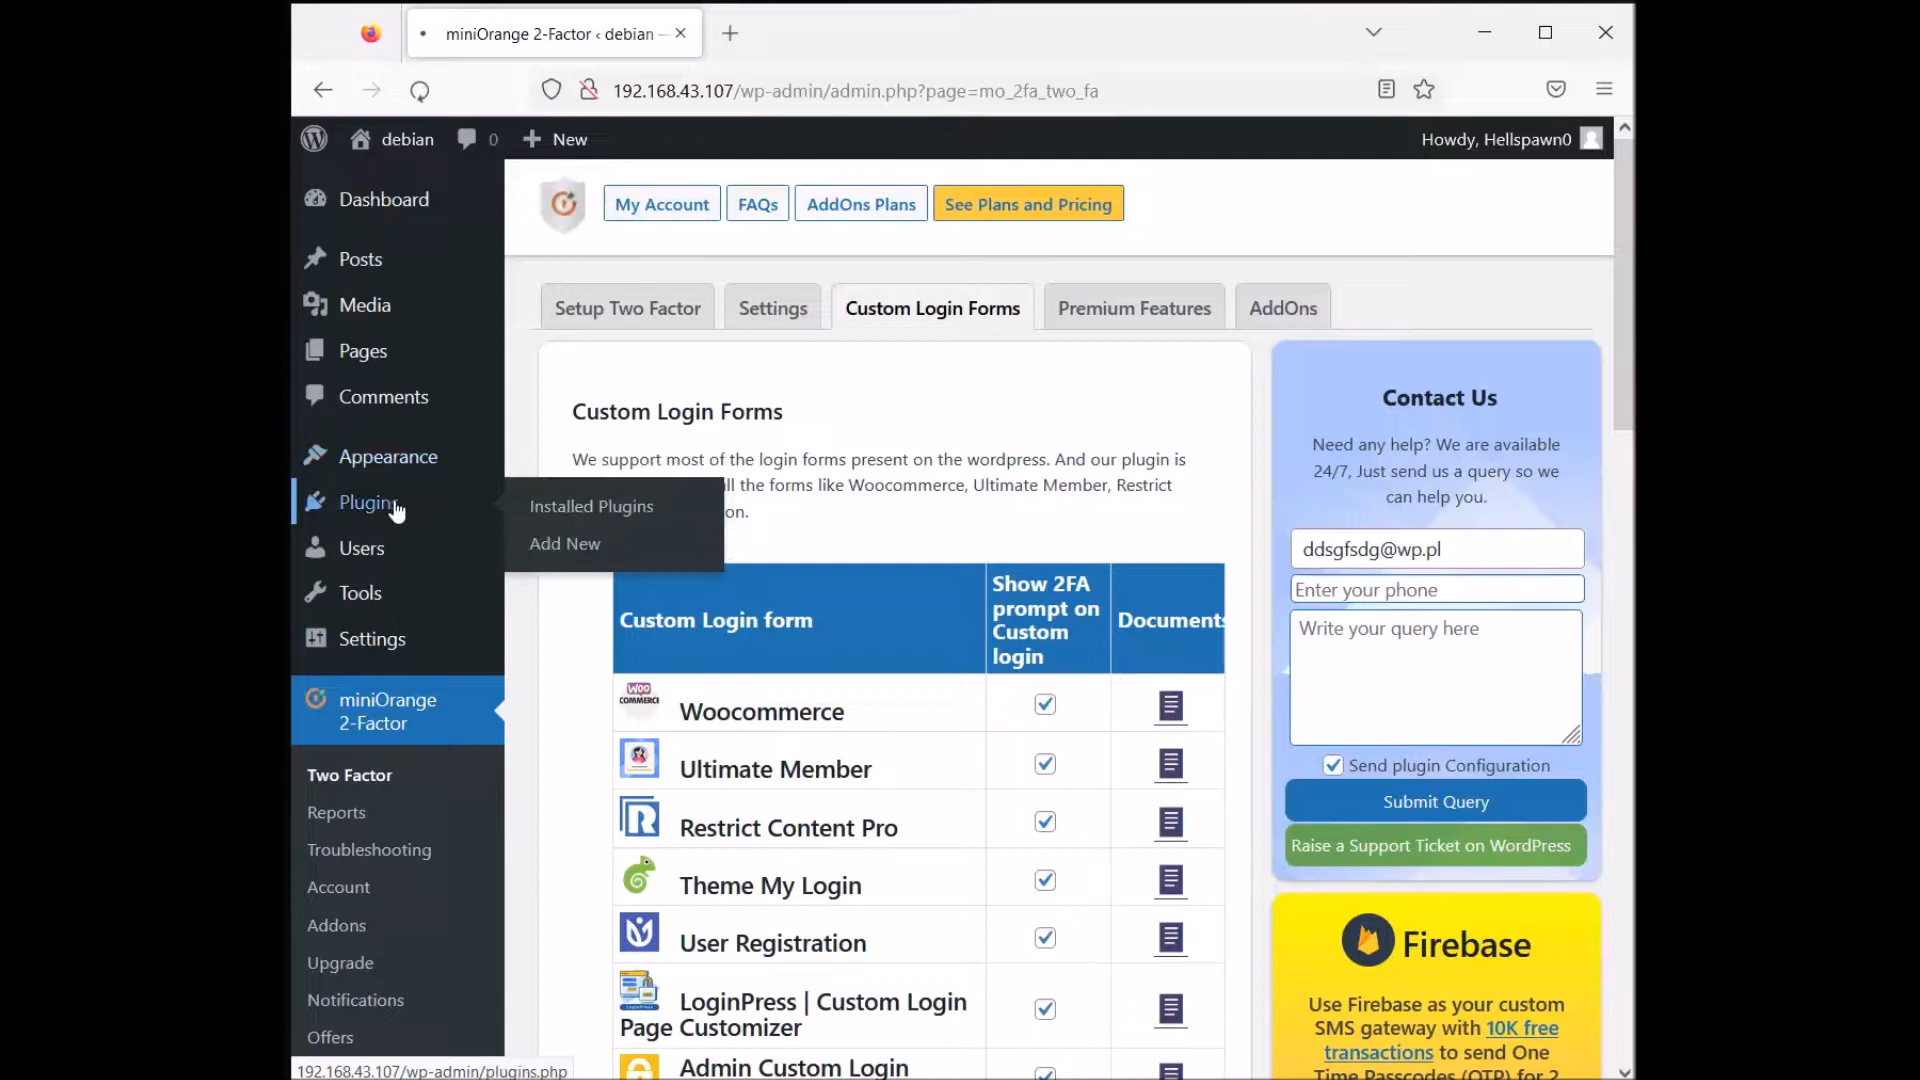 miniOrange 2-Factor ‹ debian —
192.168.43.107/wp-admin/admin.php?page=mo_2fa_two_fa
debian
0
New
Howdy, Hellspawn0
Dashboard
Posts
Media
Pages
Comments
Appearance
Plugins
Users
Tools
Settings
miniOrange
2-Factor
Two Factor
Reports
Troubleshooting
Account
Addons
Upgrade
Notifications
Offers
Installed Plugins
Add New
My Account
FAQs
AddOns Plans
See Plans and Pricing
Setup Two Factor
Settings
Custom Login Forms
Premium Features
AddOns
Custom Login Forms
We support most of the login forms present on the wordpress. And our plugin is
all the forms like Woocommerce, Ultimate Member, Restrict
on.
Custom Login form
Show 2FA
prompt on
Custom
login
Documents
WOO
COMMERCE
Woocommerce
Ultimate Member
Restrict Content Pro
Theme My Login
User Registration
LoginPress | Custom Login
Page Customizer
Admin Custom Login
Contact Us
Need any help? We are available
24/7, Just send us a query so we
can help you.
ddsgfsdg@wp.pl
Enter your phone
Write your query here
Send plugin Configuration
Submit Query
Raise a Support Ticket on WordPress
Firebase
Use Firebase as your custom
SMS gateway with 10K free
transactions to send One
Time Passcodes (OTP) for 2
192.168.43.107/wp-admin/plugins.php